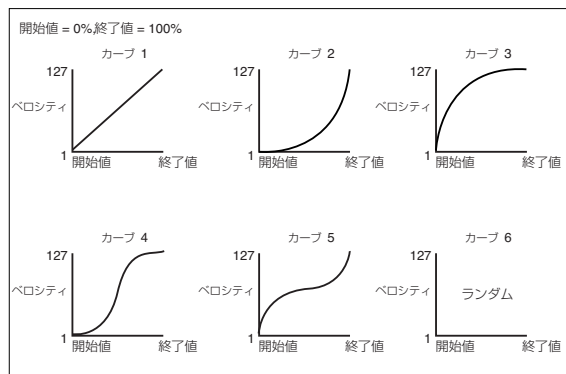 開始値 = 0%,終了値 = 100%
カーブ 1
127
ベロシティ
1
開始値 終了値
カーブ 2
127
ベロシティ
1
開始値 終了値
カーブ 3
127
ベロシティ
1
開始値 終了値
カーブ 4
127
ベロシティ
1
開始値 終了値
カーブ 5
127
ベロシティ
1
開始値 終了値
カーブ 6
127
ベロシティ
ランダム
1
開始値 終了値